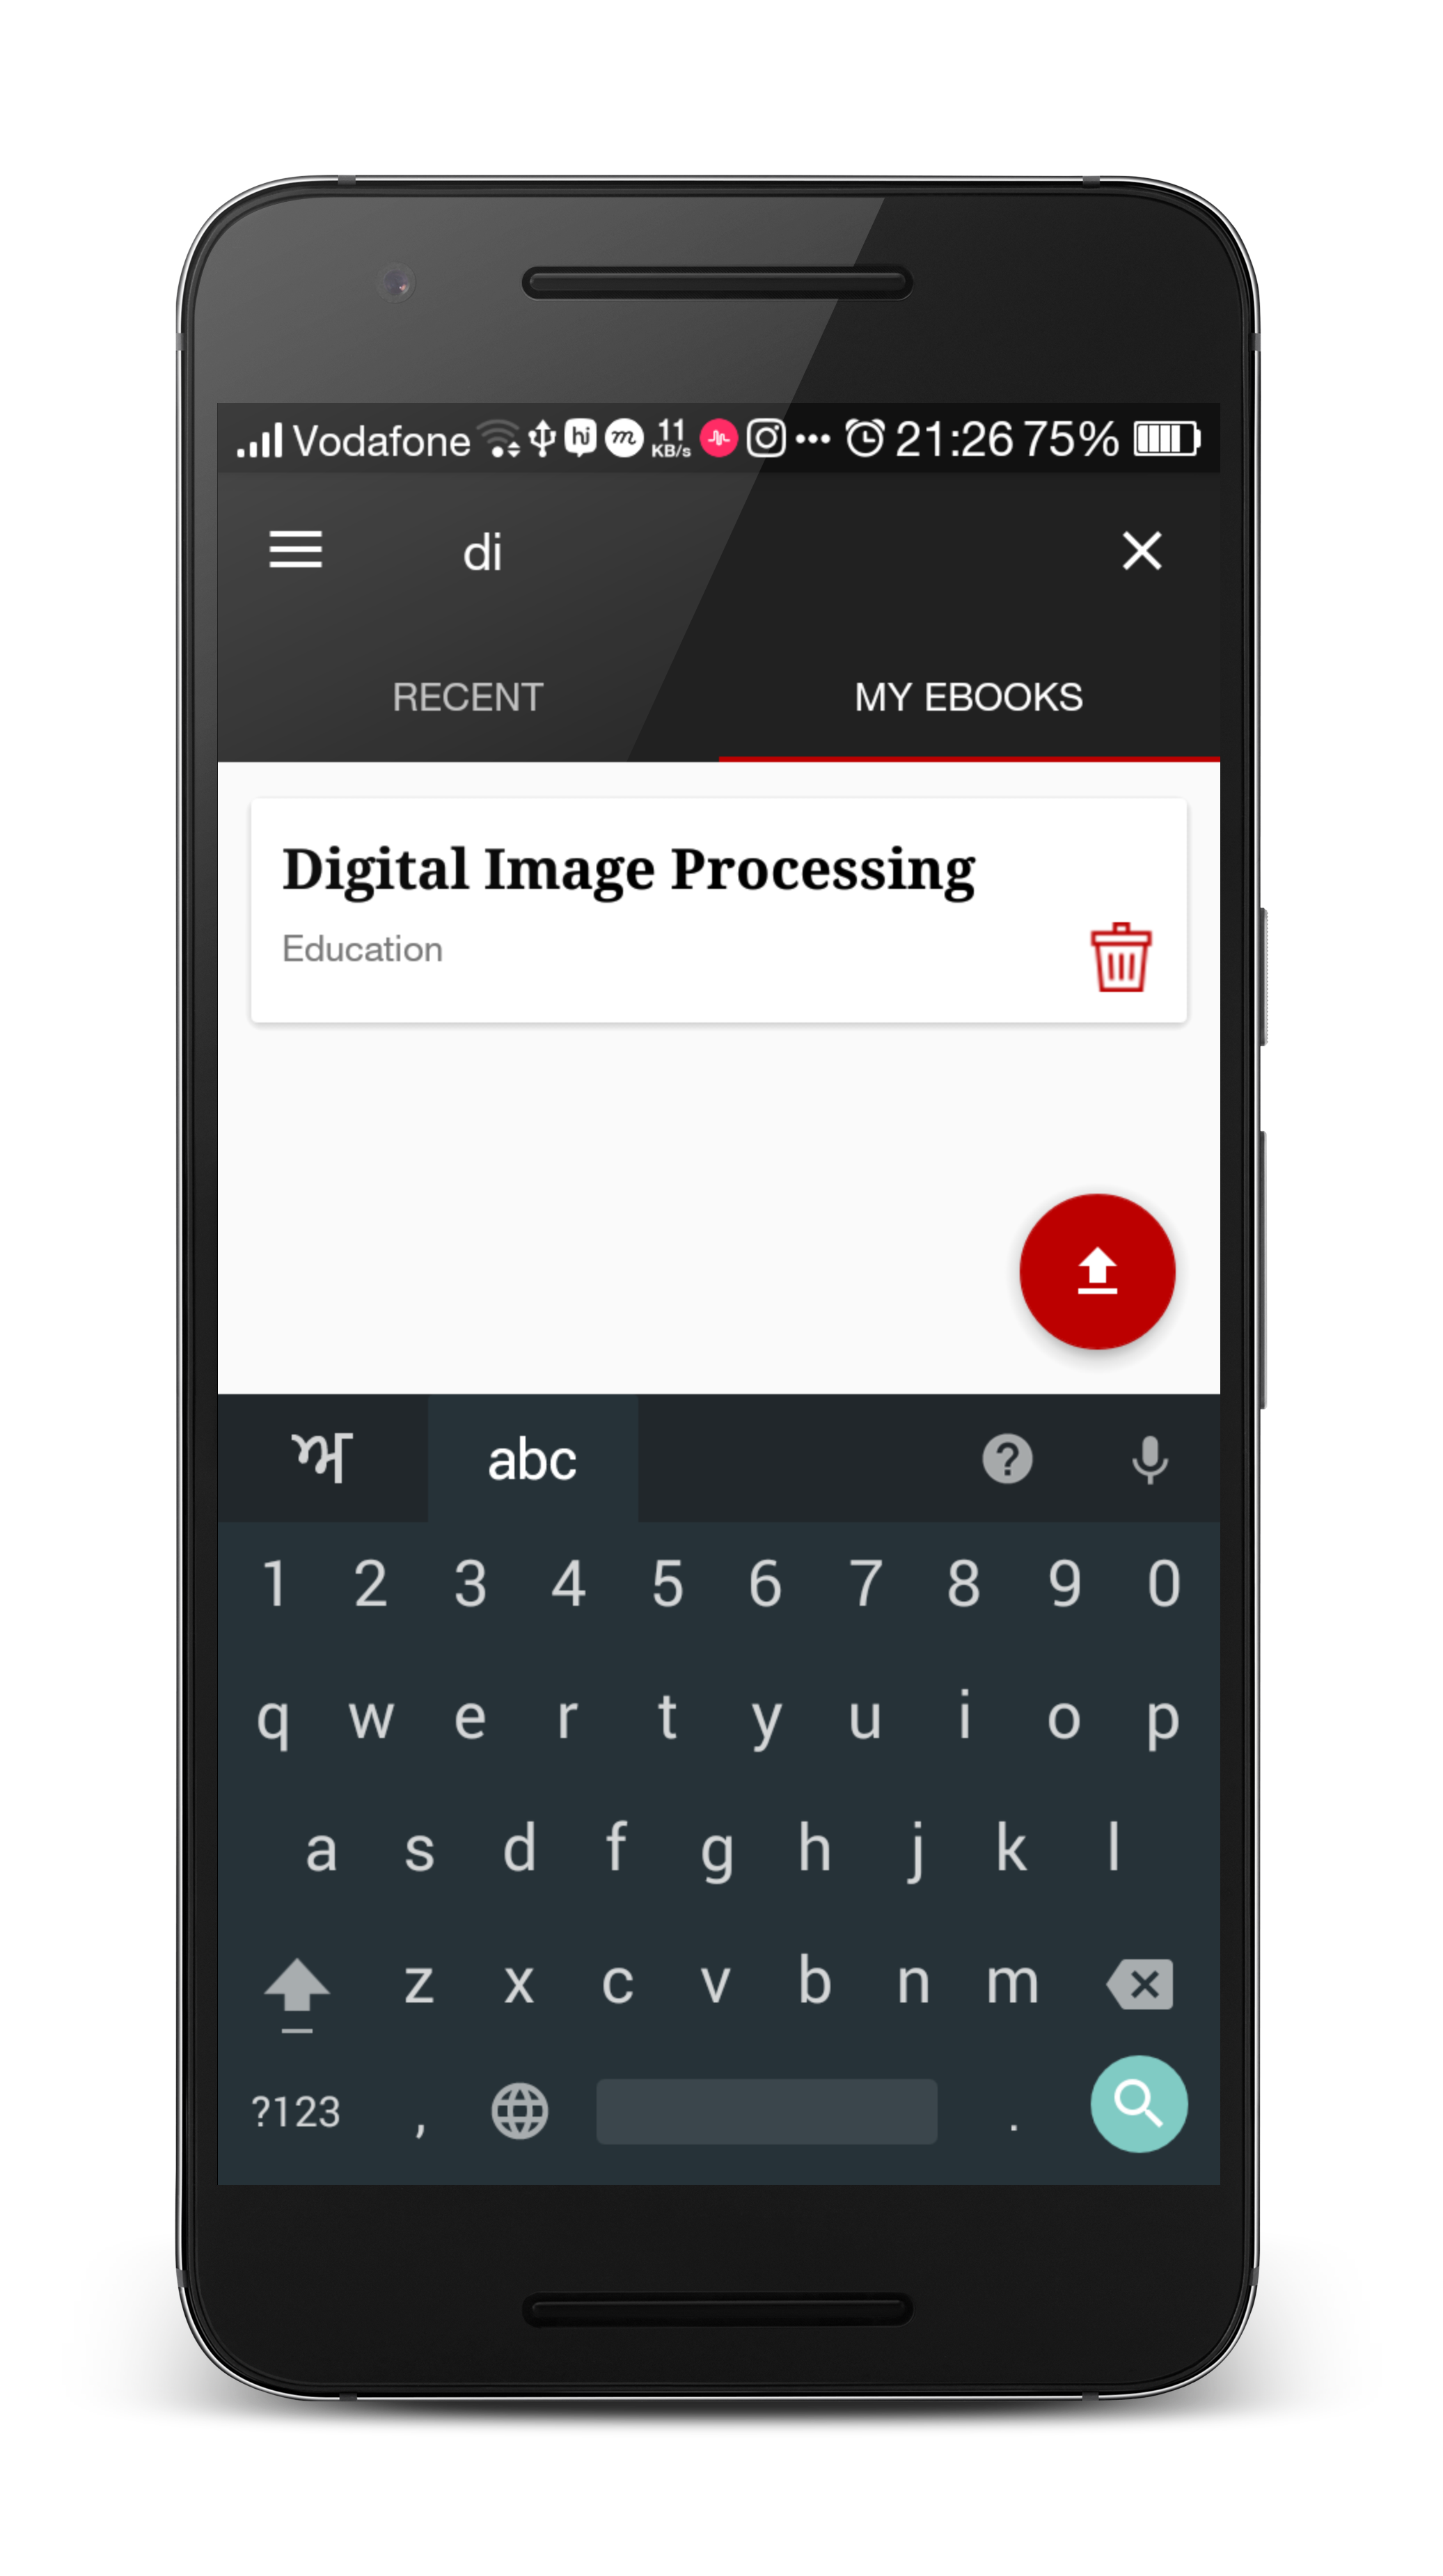 Vodafone hi m 11 KB/s 21:26 75%
di
RECENT MY EBOOKS
Digital Image Processing
Education
ਅ abc ?
1 2 3 4 5 6 7 8 9 0
q w e r t y u i o p
a s d f g h j k l
z x c v b n m
?123 , .